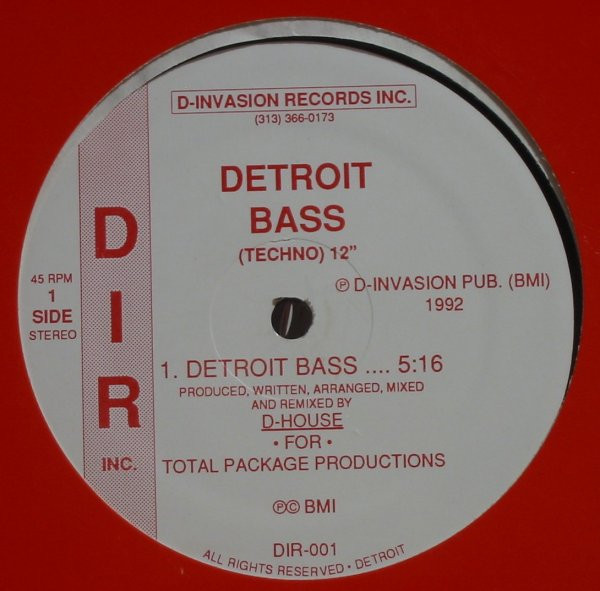 D-INVASION RECORDS INC.
(313) 366-0173
DETROIT
BASS
(TECHNO) 12”
D
I
R
INC.
45 RPM
1
SIDE
STEREO
Ⓟ D-INVASION PUB. (BMI)
1992
1. DETROIT BASS .... 5:16
PRODUCED, WRITTEN, ARRANGED, MIXED
AND REMIXED BY
D-HOUSE
• FOR •
TOTAL PACKAGE PRODUCTIONS
Ⓟ© BMI
DIR-001
ALL RIGHTS RESERVED • DETROIT